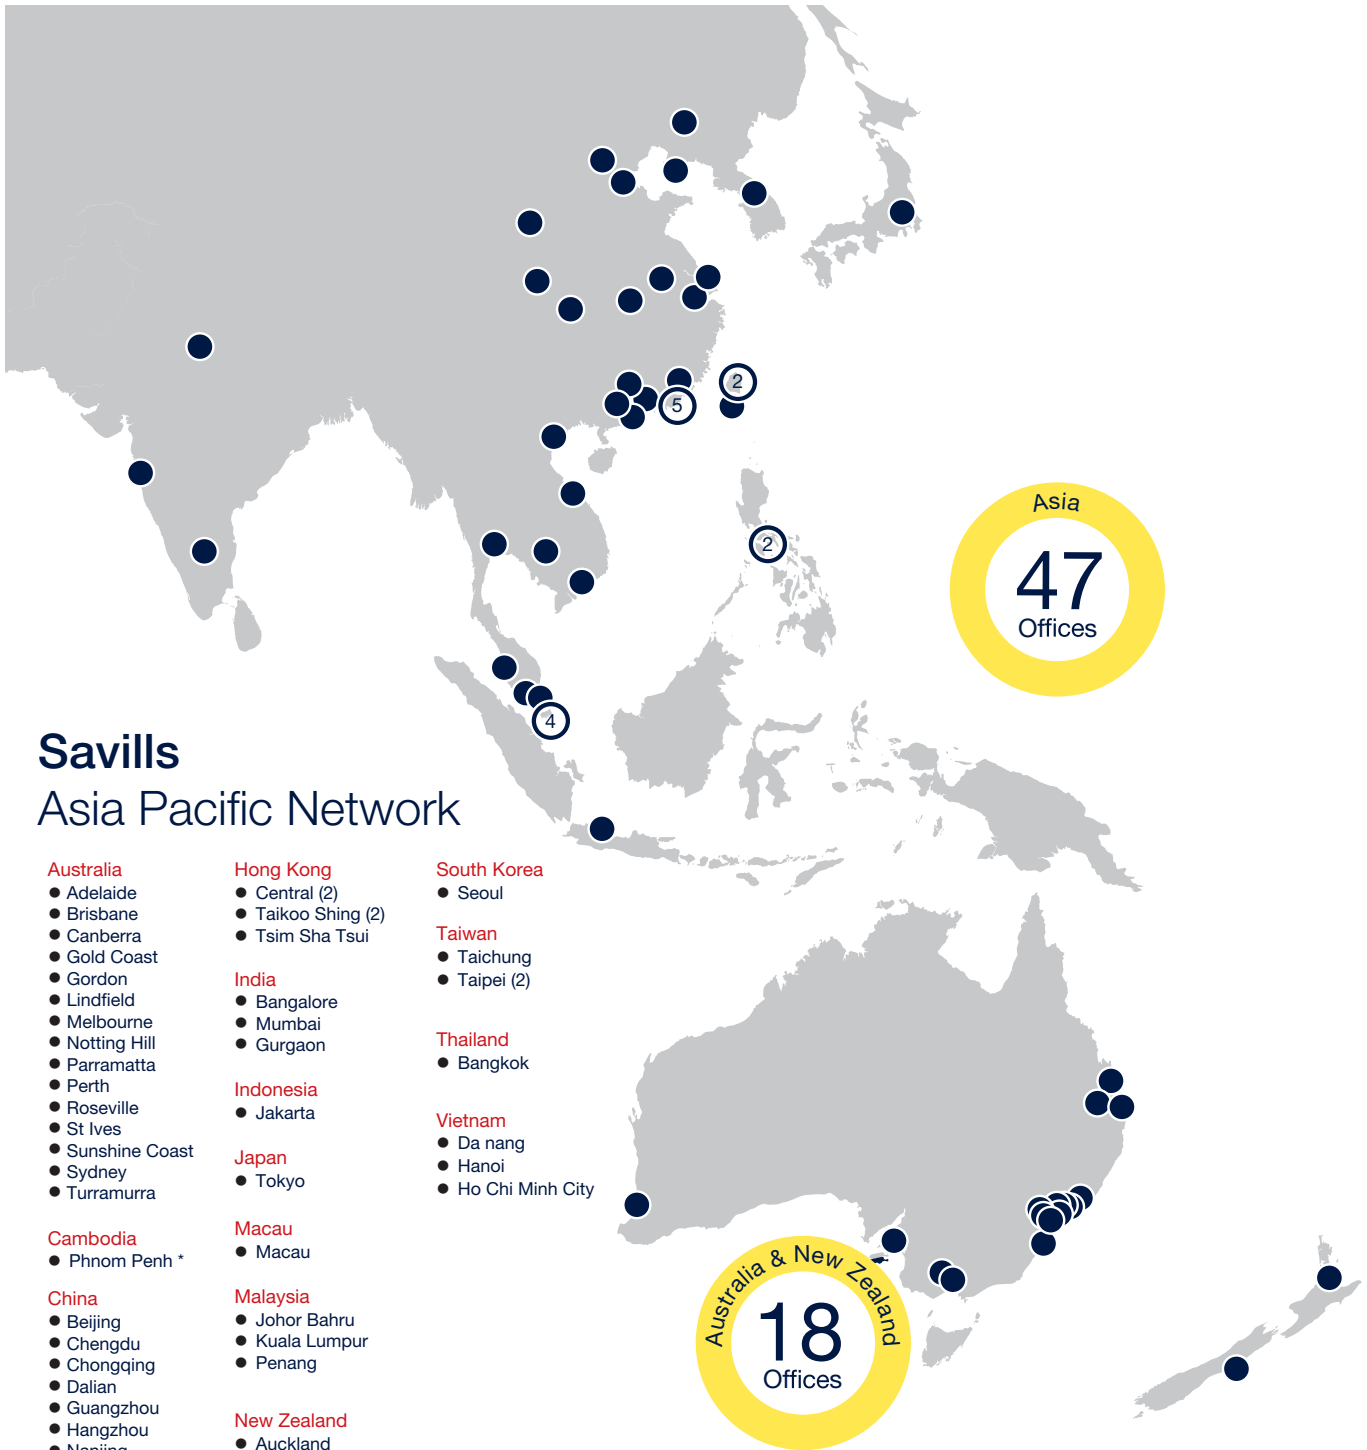 2
5
2
Asia
47
Offices
4
Savills
Asia Pacific Network
Australia
● Adelaide
● Brisbane
● Canberra
● Gold Coast
● Gordon
● Lindfield
● Melbourne
● Notting Hill
● Parramatta
● Perth
● Roseville
● St Ives
● Sunshine Coast
● Sydney
● Turramurra
Cambodia
● Phnom Penh *
China
● Beijing
● Chengdu
● Chongqing
● Dalian
● Guangzhou
● Hangzhou
● Nanjing
Hong Kong
● Central (2)
● Taikoo Shing (2)
● Tsim Sha Tsui
India
● Bangalore
● Mumbai
● Gurgaon
Indonesia
● Jakarta
Japan
● Tokyo
Macau
● Macau
Malaysia
● Johor Bahru
● Kuala Lumpur
● Penang
New Zealand
● Auckland
South Korea
● Seoul
Taiwan
● Taichung
● Taipei (2)
Thailand
● Bangkok
Vietnam
● Da nang
● Hanoi
● Ho Chi Minh City
Australia & New Zealand
18
Offices